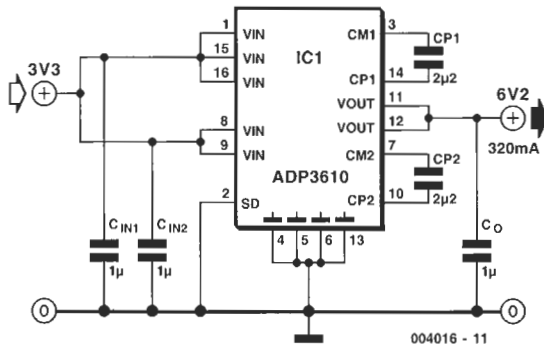 3V3
1
15
16
8
9
2
VIN
VIN
VIN
VIN
VIN
SD
IC1
ADP3610
CM1
CP1
VOUT
VOUT
CM2
CP2
3
14
11
12
7
10
CP1
2µ2
CP2
2µ2
6V2
320mA
4
5
6
13
CIN1
1µ
CIN2
1µ
CO
1µ
0
0
004016 - 11